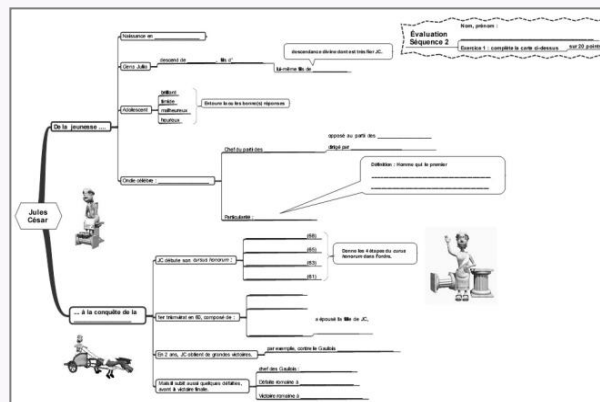 Évaluation
Séquence 2
Nom, prénom :
Exercice 1 : complète la carte ci-dessus
sur 20 points
Jules
César
De la jeunesse ....
Naissance en
Gens Julia
descend de
, fils d'
lui-même fils de
descendance divine dont est très fier JC.
Adolescent
brillant
timide
malheureux
heureux
Entoure la ou les bonne(s) réponses
Oncle célèbre :
Chef du parti des
opposé au parti des
dirigé par
Particularité :
Définition : Homme qui le premier
... à la conquête de la
JC débute son cursus honorum :
(68)
(65)
(63)
(61)
Donne les 4 étapes du cursus
honorum dans l'ordre.
1er triumvirat en 60, composé de :
a épousé la fille de JC,
En 2 ans, JC obtient de grandes victoires,
par exemple, contre le Gaulois
Mais il subit aussi quelques défaites,
avant la victoire finale.
chef des Gaulois :
Défaite romaine à
Victoire romaine à